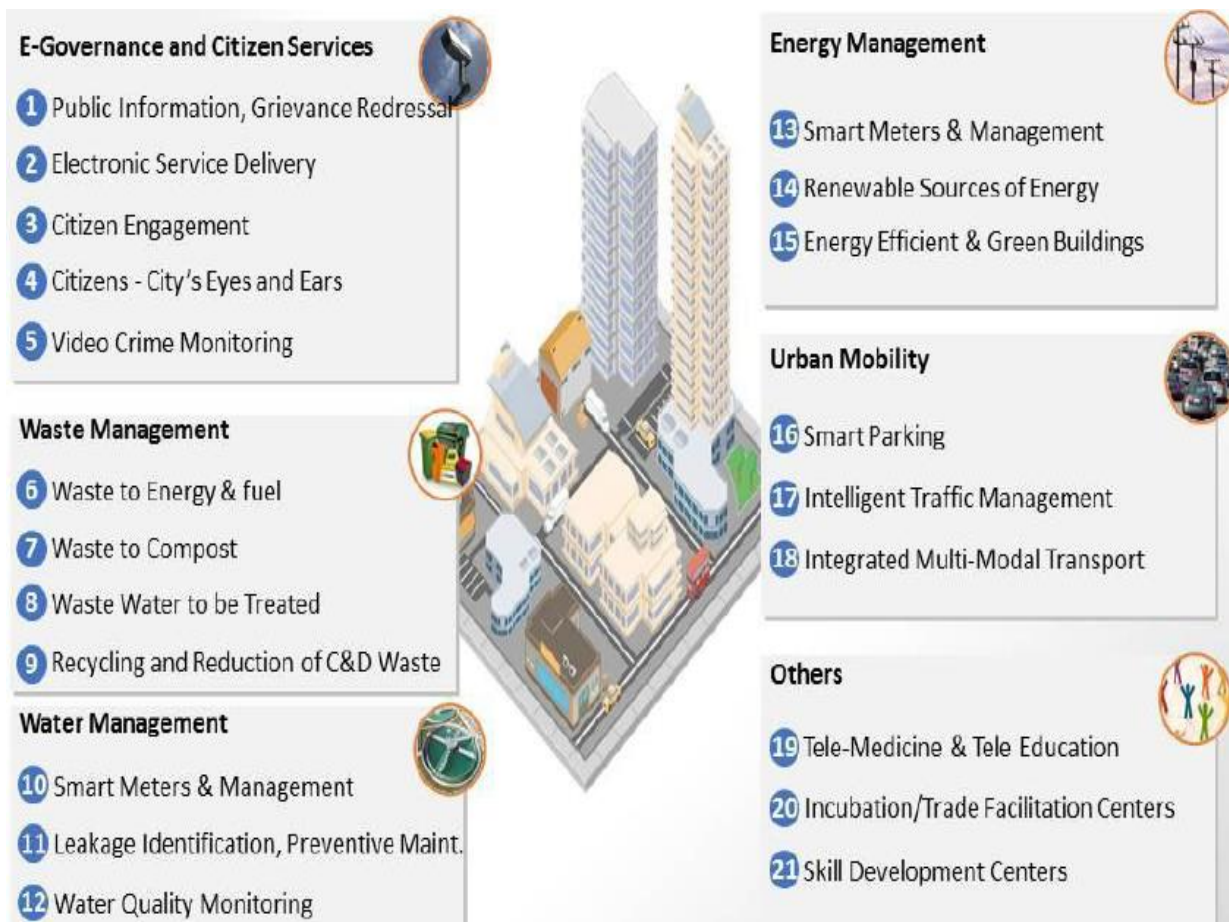 E-Governance and Citizen Services
1 Public Information, Grievance Redressal
2 Electronic Service Delivery
3 Citizen Engagement
4 Citizens - City's Eyes and Ears
5 Video Crime Monitoring
Waste Management
6 Waste to Energy & fuel
7 Waste to Compost
8 Waste Water to be Treated
9 Recycling and Reduction of C&D Waste
Water Management
10 Smart Meters & Management
11 Leakage Identification, Preventive Maint.
12 Water Quality Monitoring
Energy Management
13 Smart Meters & Management
14 Renewable Sources of Energy
15 Energy Efficient & Green Buildings
Urban Mobility
16 Smart Parking
17 Intelligent Traffic Management
18 Integrated Multi-Modal Transport
Others
19 Tele-Medicine & Tele Education
20 Incubation/Trade Facilitation Centers
21 Skill Development Centers